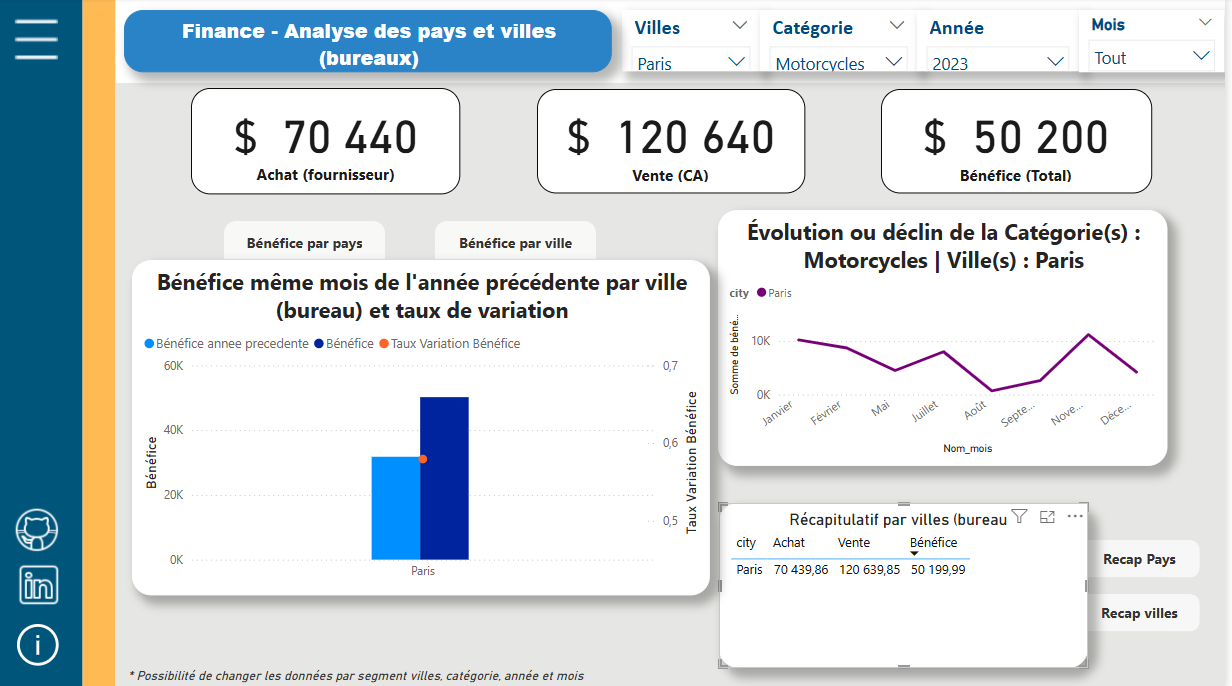 Finance - Analyse des pays et villes
(bureaux)
Villes
Paris
Catégorie
Motorcycles
Année
2023
Mois
Tout
$ 70 440
Achat (fournisseur)
$ 120 640
Vente (CA)
$ 50 200
Bénéfice (Total)
Bénéfice par pays
Bénéfice par ville
Bénéfice même mois de l'année précédente par ville
(bureau) et taux de variation
Bénéfice annee precedente
Bénéfice
Taux Variation Bénéfice
60K
40K
20K
0K
Bénéfice
0,7
0,6
0,5
Taux Variation Bénéfice
Paris
Évolution ou déclin de la Catégorie(s) :
Motorcycles | Ville(s) : Paris
city
Paris
Somme de béné...
10K
0K
Janvier
Février
Mai
Juillet
Août
Septe...
Nove...
Déce...
Nom_mois
Récapitulatif par villes (bureau
city Achat Vente Bénéfice
Paris 70 439,86 120 639,85 50 199,99
Recap Pays
Recap villes
in
i
* Possibilité de changer les données par segment villes, catégorie, année et mois